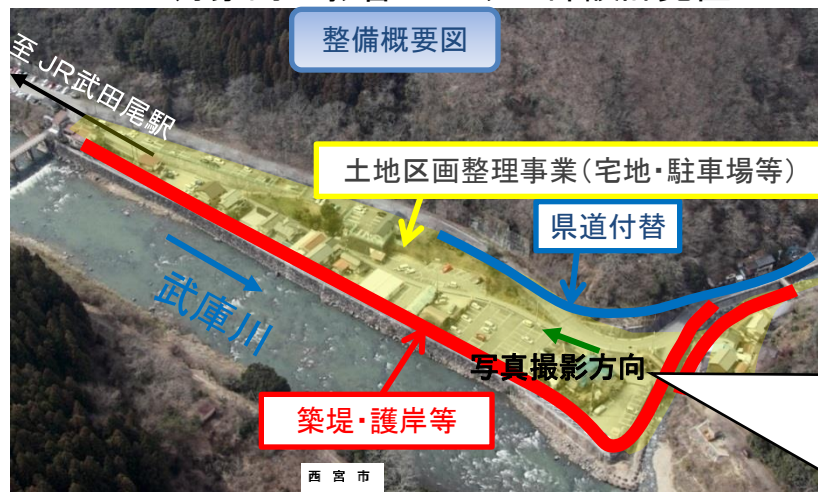 整備概要図
至 JR武田尾駅
土地区画整理事業(宅地・駐車場等)
県道付替
武庫川
写真撮影方向
築堤・護岸等
西宮市